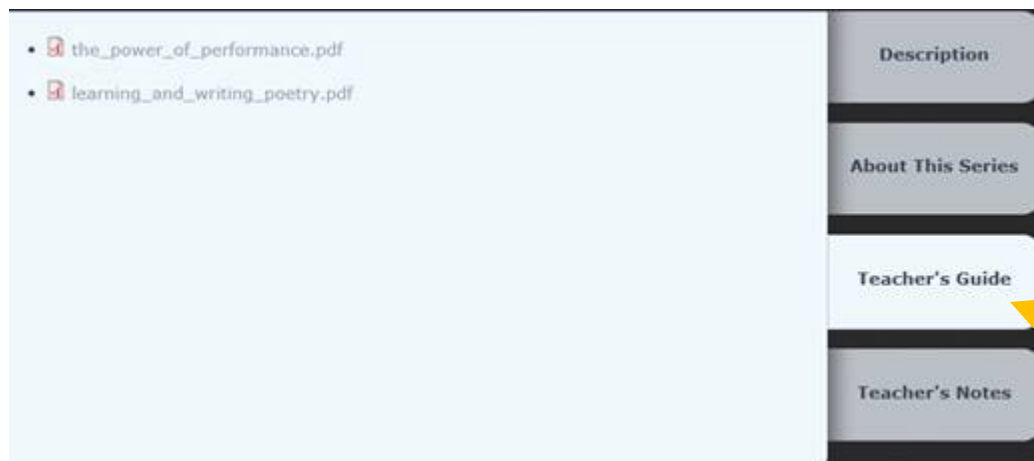 the_power_of_performance.pdf
learning_and_writing_poetry.pdf
Description
About This Series
Teacher's Guide
Teacher's Notes